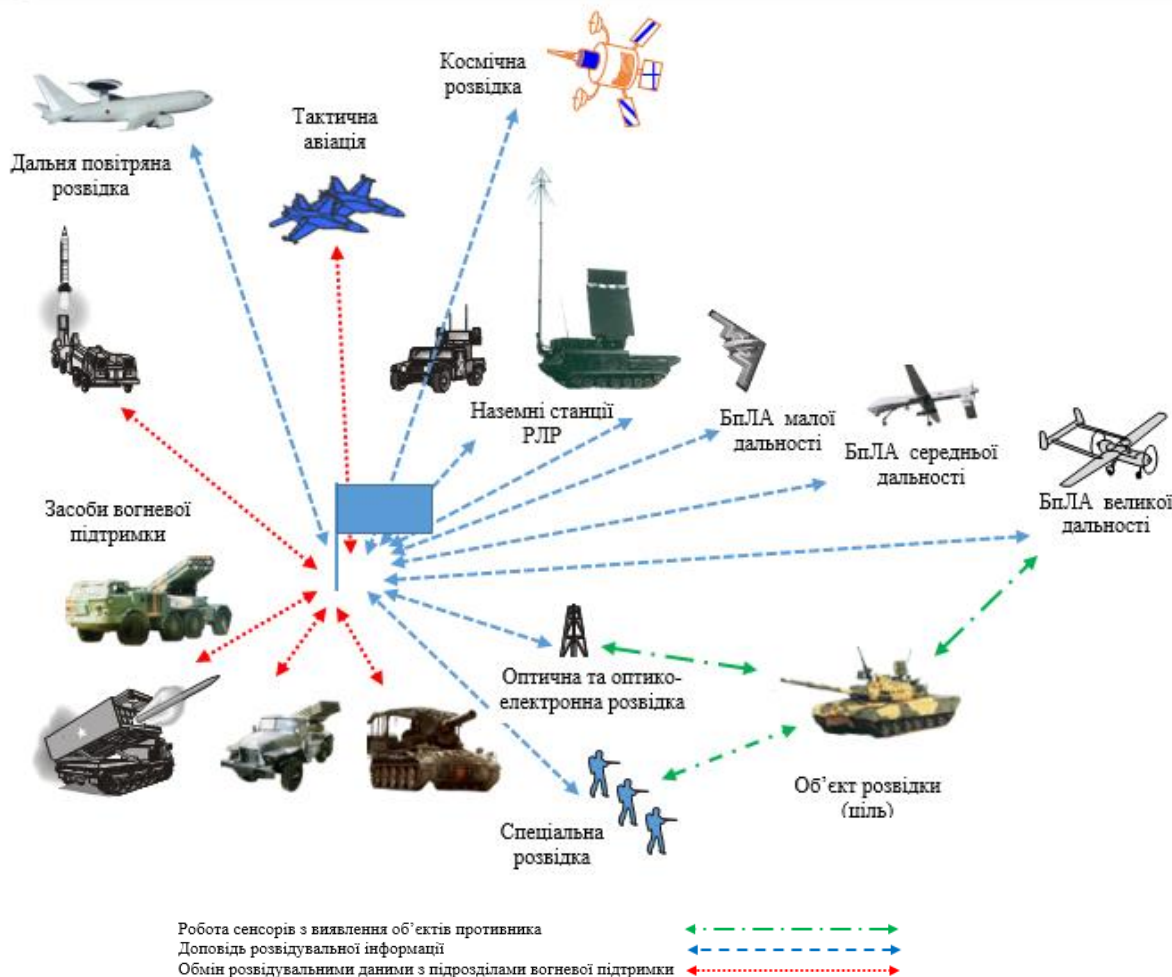 Космічна
розвідка
Тактична
авіація
Дальня повітряна
розвідка
Наземні станції
РЛР
БпЛА малої
дальності
БпЛА середньої
дальності
БпЛА великої
дальності
Засоби вогневої
підтримки
Оптична та оптико-
електронна розвідка
Об’єкт розвідки
(ціль)
Спеціальна
розвідка
Робота сенсорів з виявлення об’єктів противника
Доповідь розвідувальної інформації
Обмін розвідувальними даними з підрозділами вогневої підтримки